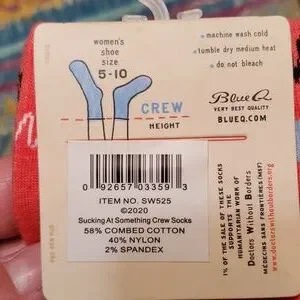 women's
shoe
size
5-10
CREW
HEIGHT
• machine wash cold
• tumble dry medium heat
• do not bleach
Blue Q®
VERY BEST QUALITY
BLUEQ.COM
0 92657 03359 3
ITEM NO. SW525
©2020
Sucking At Something Crew Socks
58% COMBED COTTON
40% NYLON
2% SPANDEX
1% OF THE SALE OF THESE SOCKS
SUPPORTS THE
HUMANITARIAN WORK OF
Doctors Without Borders
MÉDECINS SANS FRONTIÈRES (MSF)
www.doctorswithoutborders.org